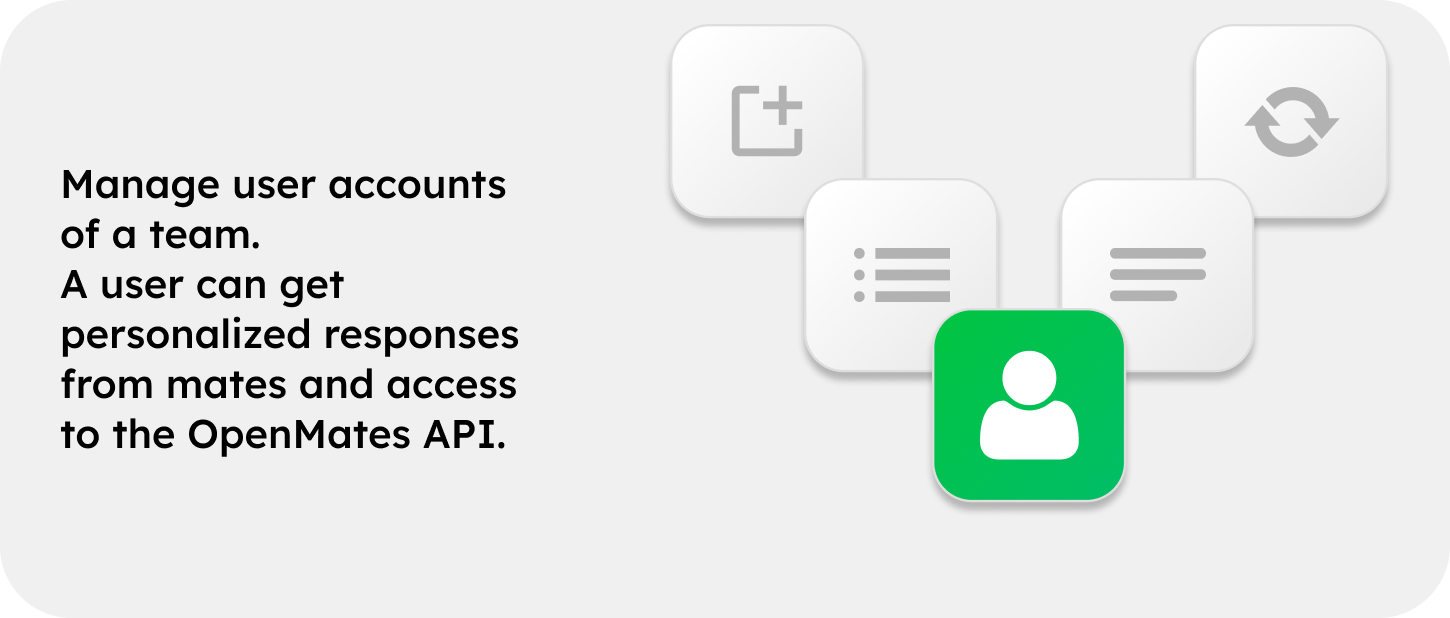 Manage user accounts
of a team.
A user can get
personalized responses
from mates and access
to the OpenMates API.